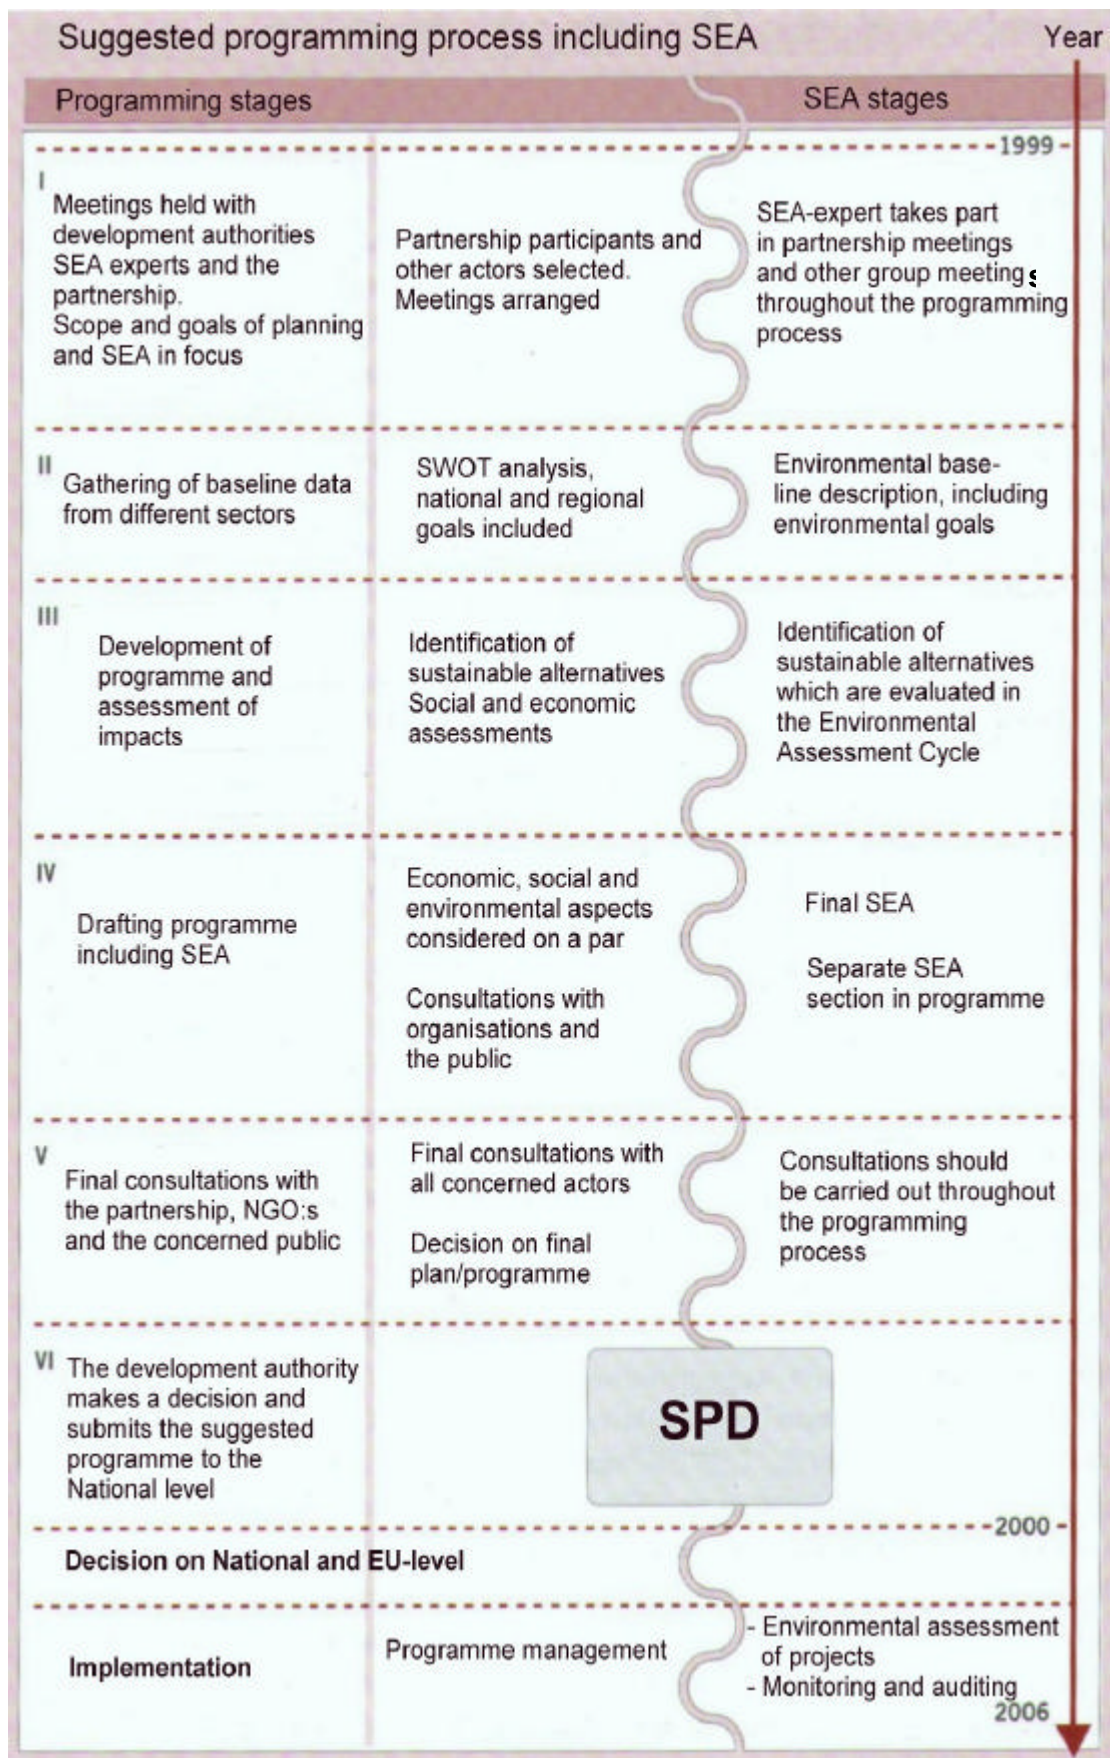 Suggested programming process including SEA
Year
Programming stages
SEA stages
1999
I
Meetings held with
development authorities
SEA experts and the
partnership.
Scope and goals of planning
and SEA in focus
Partnership participants and
other actors selected.
Meetings arranged
SEA-expert takes part
in partnership meetings
and other group meetings
throughout the programming
process
II
Gathering of baseline data
from different sectors
SWOT analysis,
national and regional
goals included
Environmental base-
line description, including
environmental goals
III
Development of
programme and
assessment of
impacts
Identification of
sustainable alternatives
Social and economic
assessments
Identification of
sustainable alternatives
which are evaluated in
the Environmental
Assessment Cycle
IV
Drafting programme
including SEA
Economic, social and
environmental aspects
considered on a par
Consultations with
organisations and
the public
Final SEA
Separate SEA
section in programme
V
Final consultations with
the partnership, NGO:s
and the concerned public
Final consultations with
all concerned actors
Decision on final
plan/programme
Consultations should
be carried out throughout
the programming
process
VI
The development authority
makes a decision and
submits the suggested
programme to the
National level
SPD
2000
Decision on National and EU-level
Implementation
Programme management
- Environmental assessment
of projects
- Monitoring and auditing
2006